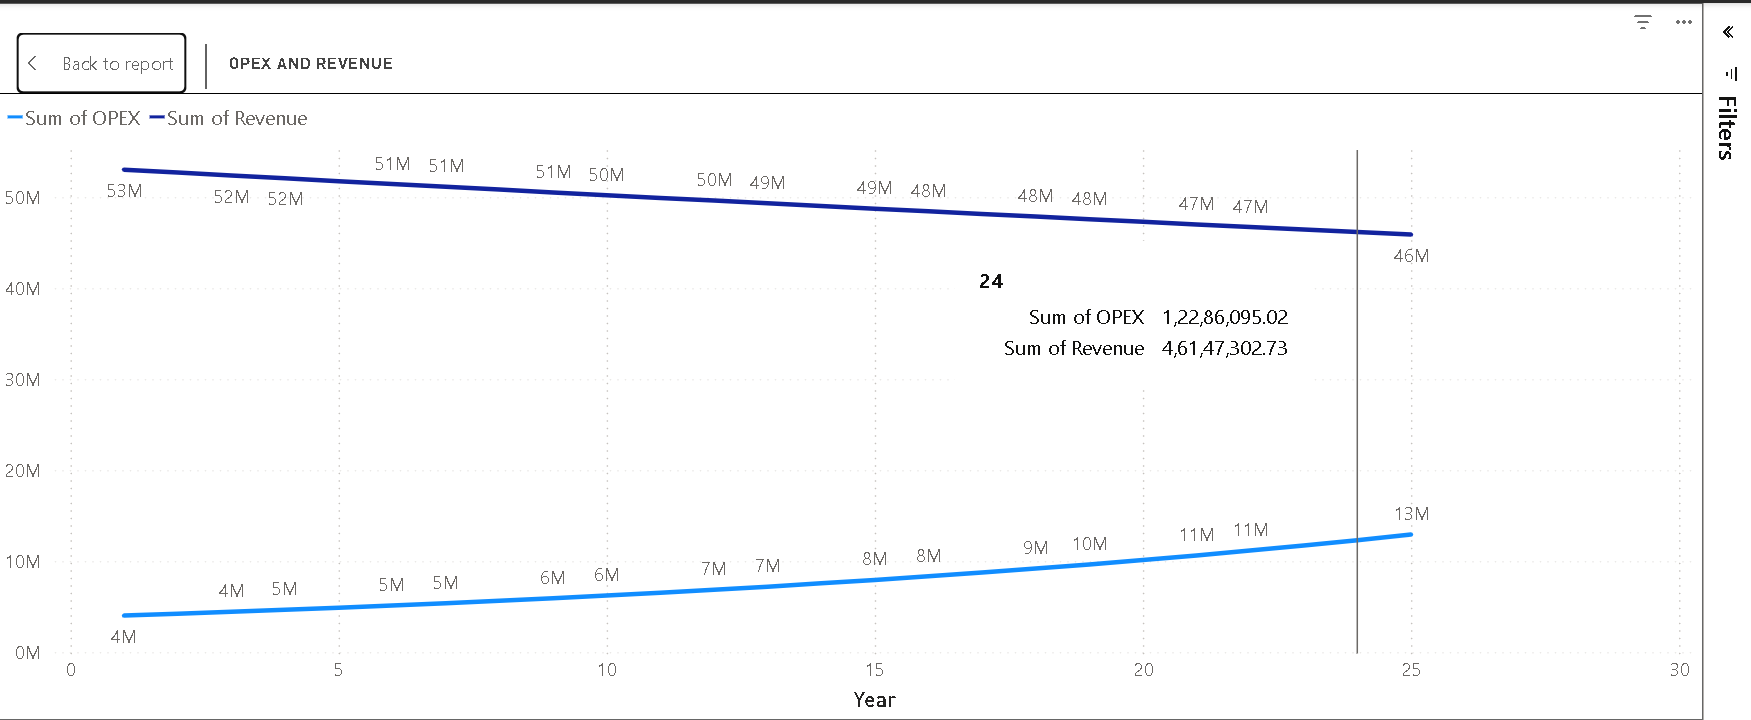 Back to report
OPEX AND REVENUE
Filters
Sum of OPEX Sum of Revenue
53M 52M 52M 51M 51M 51M 50M 50M 49M 49M 48M 48M 48M 47M 47M 46M
50M
40M
30M
20M
10M
0M
24
Sum of OPEX 1,22,86,095.02
Sum of Revenue 4,61,47,302.73
4M 4M 5M 5M 5M 6M 6M 7M 7M 8M 8M 9M 10M 11M 11M 13M
0 5 10 15 20 25 30
Year